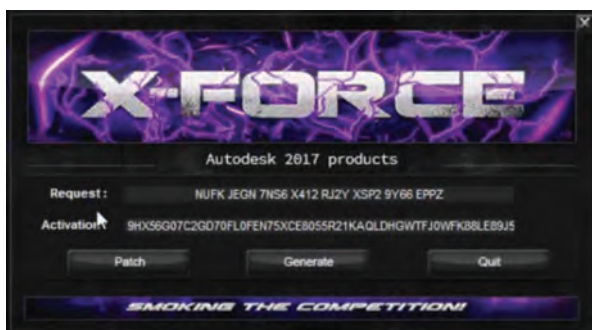 X-FORCE
Autodesk 2017 products
Request: NUFK JEGN 7NS6 X412 RJ2Y XSP2 9Y66 EPPZ
Activation:
Patch Generate Quit
SMOKING THE COMPETITION!